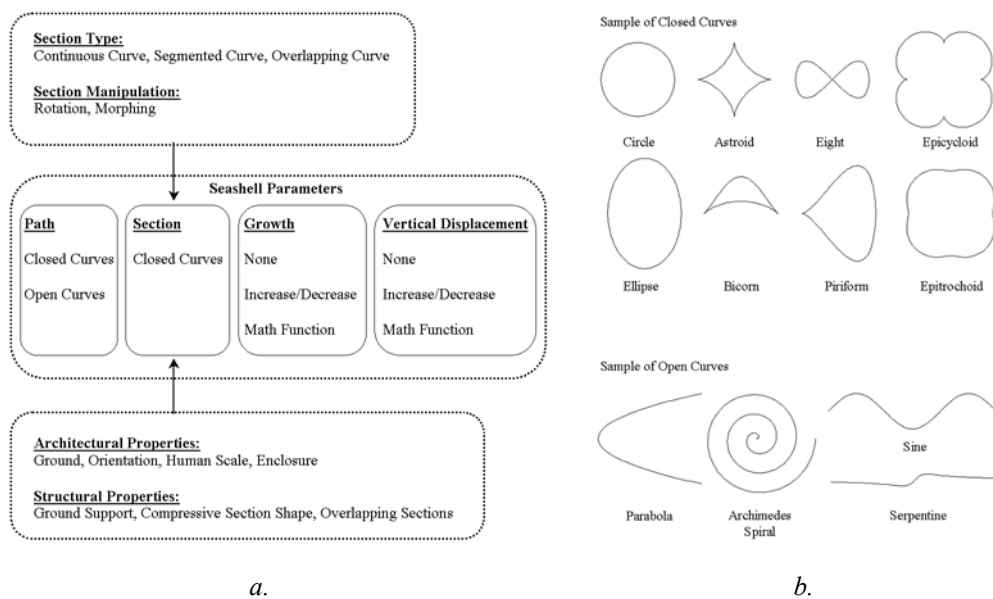 Section Type:
Continuous Curve, Segmented Curve, Overlapping Curve
Section Manipulation:
Rotation, Morphing
Seashell Parameters
Path
Closed Curves
Open Curves
Section
Closed Curves
Growth
None
Increase/Decrease
Math Function
Vertical Displacement
None
Increase/Decrease
Math Function
Architectural Properties:
Ground, Orientation, Human Scale, Enclosure
Structural Properties:
Ground Support, Compressive Section Shape, Overlapping Sections
a.
Sample of Closed Curves
Circle
Astroid
Eight
Epicycloid
Ellipse
Bicorn
Piriform
Epitrochoid
Sample of Open Curves
Sine
Parabola
Archimedes
Spiral
Serpentine
b.